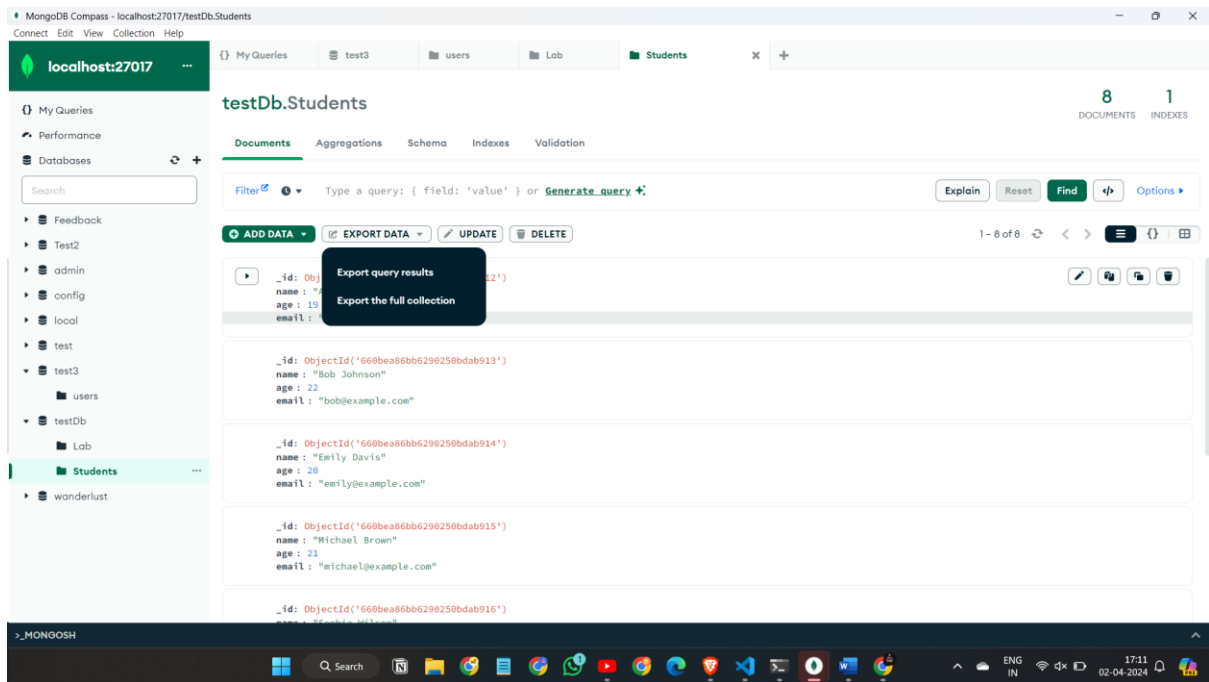 MongoDB Compass - localhost:27017/testDb.Students
Connect Edit View Collection Help
localhost:27017 ...
{} My Queries
test3
users
Lab
Students
My Queries
Performance
Databases
Search
Feedback
Test2
admin
config
local
test
test3
users
testDb
Lab
Students
wanderlust
testDb.Students
8
DOCUMENTS
1
INDEXES
Documents Aggregations Schema Indexes Validation
Filter Type a query: { field: 'value' } or Generate query
Explain Reset Find </> Options
ADD DATA EXPORT DATA UPDATE DELETE
1 – 8 of 8 {}
Export query results
Export the full collection
_id: Obj 12')
name : "A
age : 19
email : "
_id: ObjectId('660bea86bb6290250bdab913')
name : "Bob Johnson"
age : 22
email : "bob@example.com"
_id: ObjectId('660bea86bb6290250bdab914')
name : "Emily Davis"
age : 20
email : "emily@example.com"
_id: ObjectId('660bea86bb6290250bdab915')
name : "Michael Brown"
age : 21
email : "michael@example.com"
_id: ObjectId('660bea86bb6290250bdab916')
>_MONGOSH
Search
ENG
IN
17:11
02-04-2024